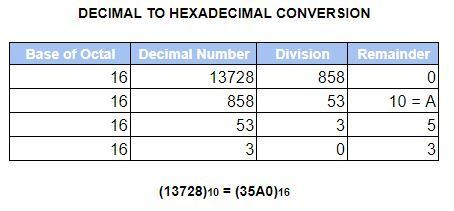 DECIMAL TO HEXADECIMAL CONVERSION
Base of Octal Decimal Number Division Remainder
16 13728 858 0
16 858 53 10 = A
16 53 3 5
16 3 0 3
(13728)10 = (35A0)16